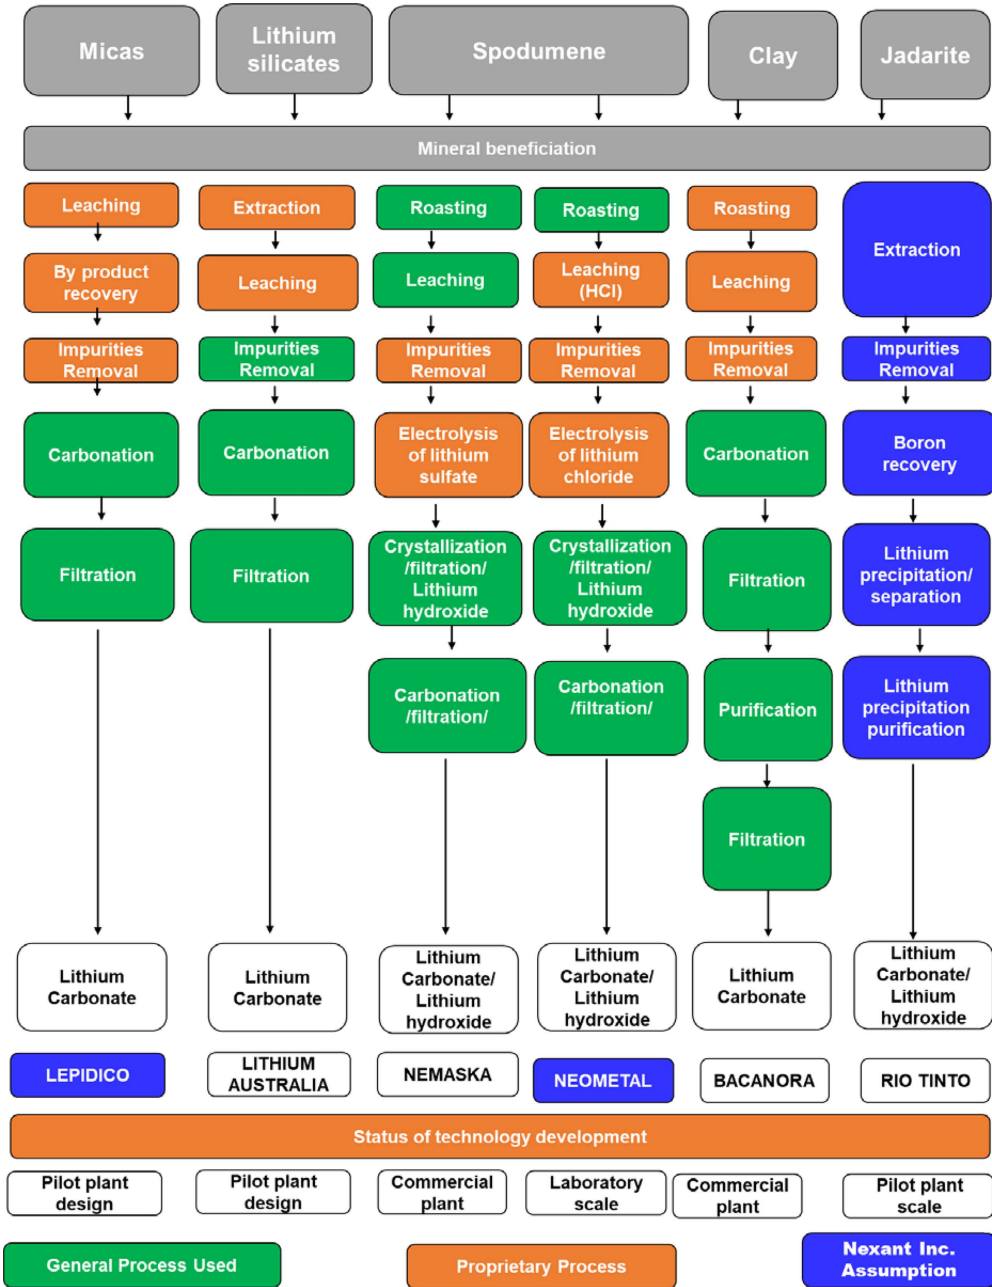 Micas
Lithium
silicates
Spodumene
Clay
Jadarite
Mineral beneficiation
Leaching
Extraction
Roasting
Roasting
Roasting
Extraction
By product
recovery
Leaching
Leaching
Leaching
(HCl)
Leaching
Impurities
Removal
Impurities
Removal
Impurities
Removal
Impurities
Removal
Impurities
Removal
Impurities
Removal
Carbonation
Carbonation
Electrolysis
of lithium
sulfate
Electrolysis
of lithium
chloride
Carbonation
Boron
recovery
Filtration
Filtration
Crystallization
/filtration/
Lithium
hydroxide
Crystallization
/filtration/
Lithium
hydroxide
Filtration
Lithium
precipitation/
separation
Carbonation
/filtration/
Carbonation
/filtration/
Purification
Lithium
precipitation
purification
Filtration
Lithium
Carbonate
Lithium
Carbonate
Lithium
Carbonate/
Lithium
hydroxide
Lithium
Carbonate/
Lithium
hydroxide
Lithium
Carbonate
Lithium
Carbonate/
Lithium
hydroxide
LEPIDICO
LITHIUM
AUSTRALIA
NEMASKA
NEOMETAL
BACANORA
RIO TINTO
Status of technology development
Pilot plant
design
Pilot plant
design
Commercial
plant
Laboratory
scale
Commercial
plant
Pilot plant
scale
General Process Used
Proprietary Process
Nexant Inc.
Assumption